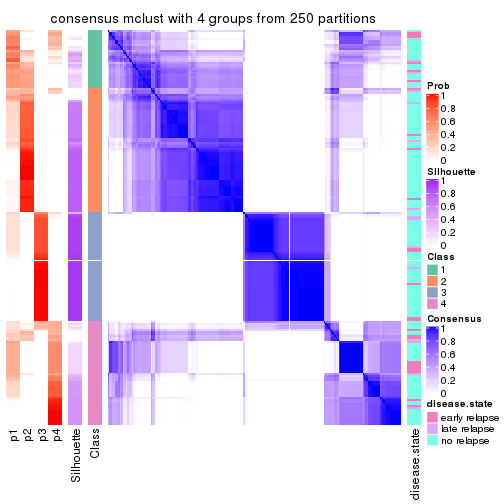 consensus mclust with 4 groups from 250 partitions
Prob
1
0.8
0.6
0.4
0.2
0
Silhouette
1
0.8
0.6
0.4
0.2
0
Class
1
2
3
4
Consensus
1
0.8
0.6
0.4
0.2
0
disease.state
early relapse
late relapse
no relapse
p1
p2
p3
p4
Silhouette
Class
disease.state